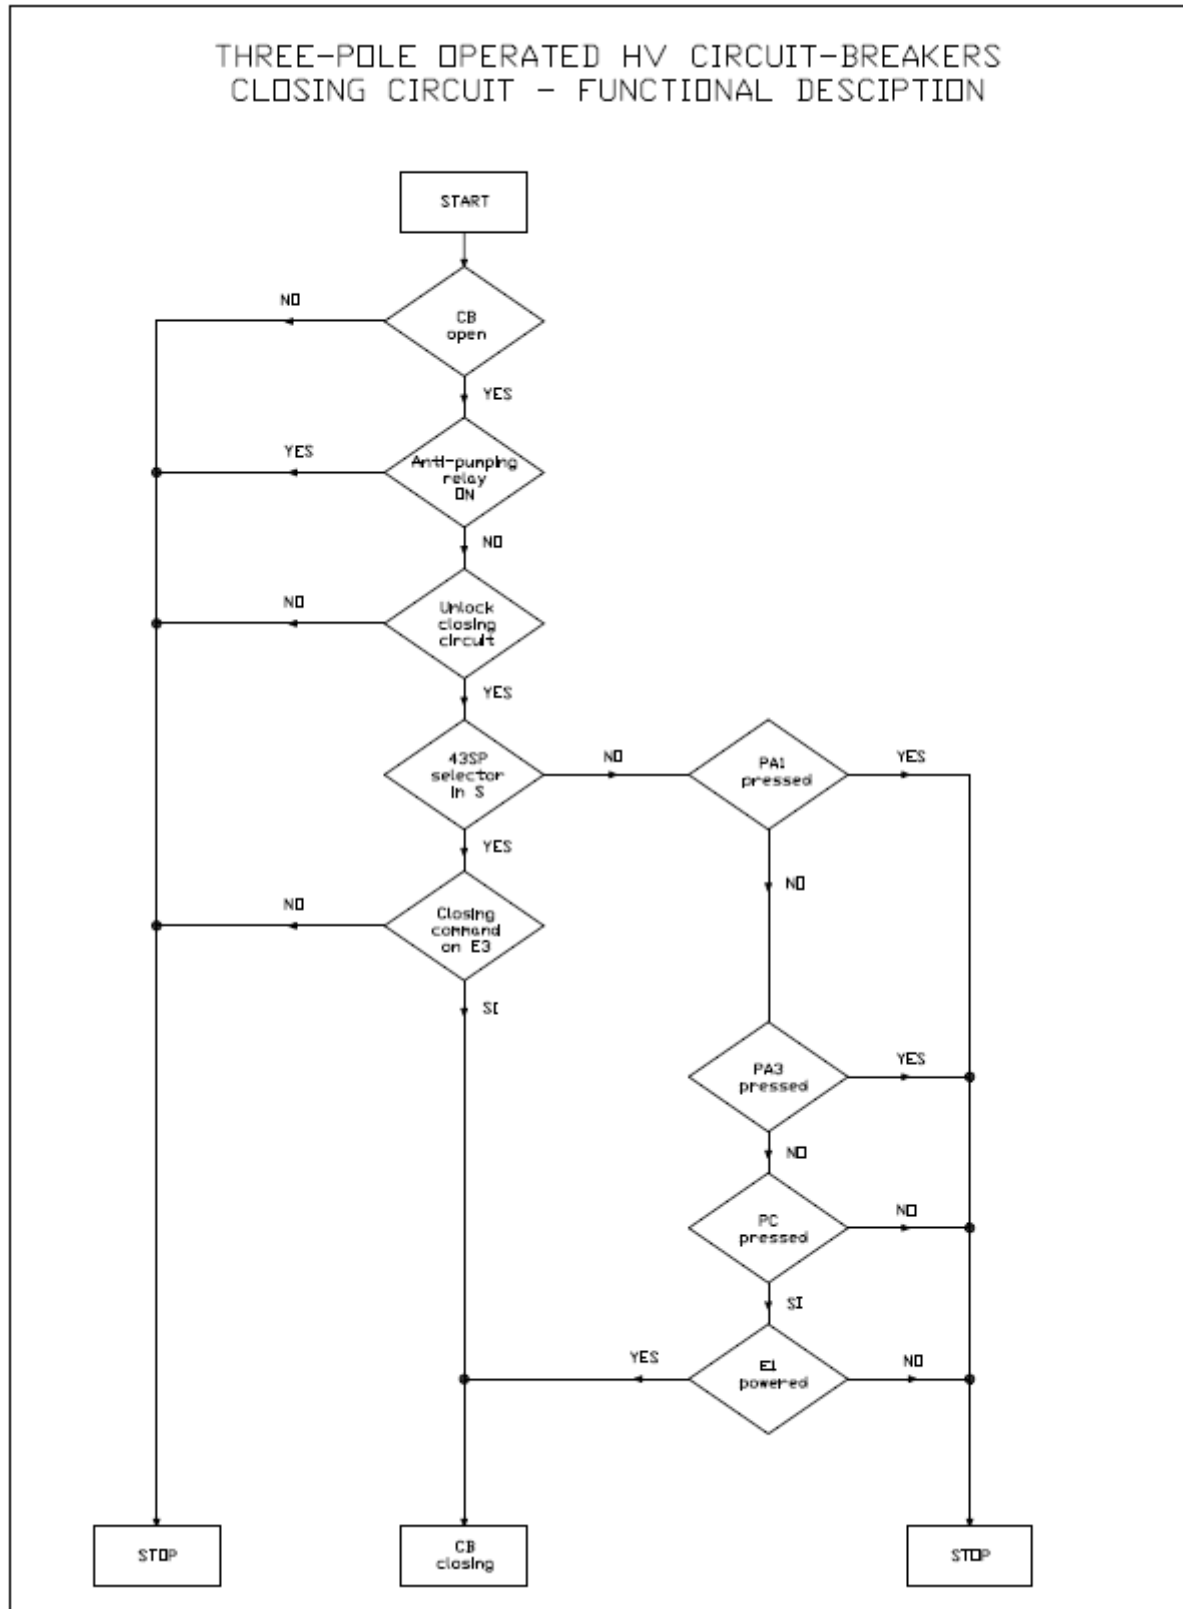 THREE-POLE OPERATED HV CIRCUIT-BREAKERS
CLOSING CIRCUIT - FUNCTIONAL DESCIPTION
START
NO
CB
open
YES
YES
Anti-pumping
relay
ON
NO
NO
Unlock
closing
circuit
YES
43SP
selector
in S
NO
PA1
pressed
YES
YES
NO
NO
Closing
command
on E3
SI
PA3
pressed
YES
NO
PC
pressed
NO
SI
YES
E1
powered
NO
STOP
CB
closing
STOP